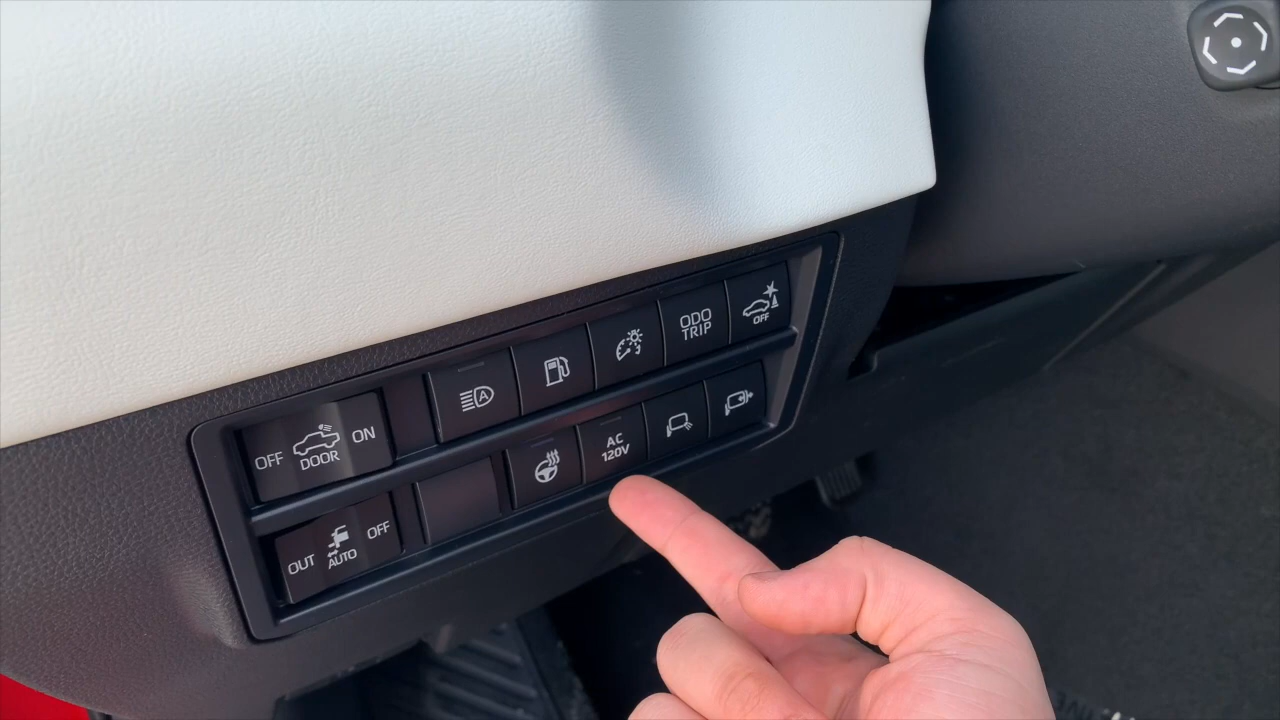 A
ODO
TRIP
OFF
OFF DOOR ON
AC
120V
OUT AUTO OFF